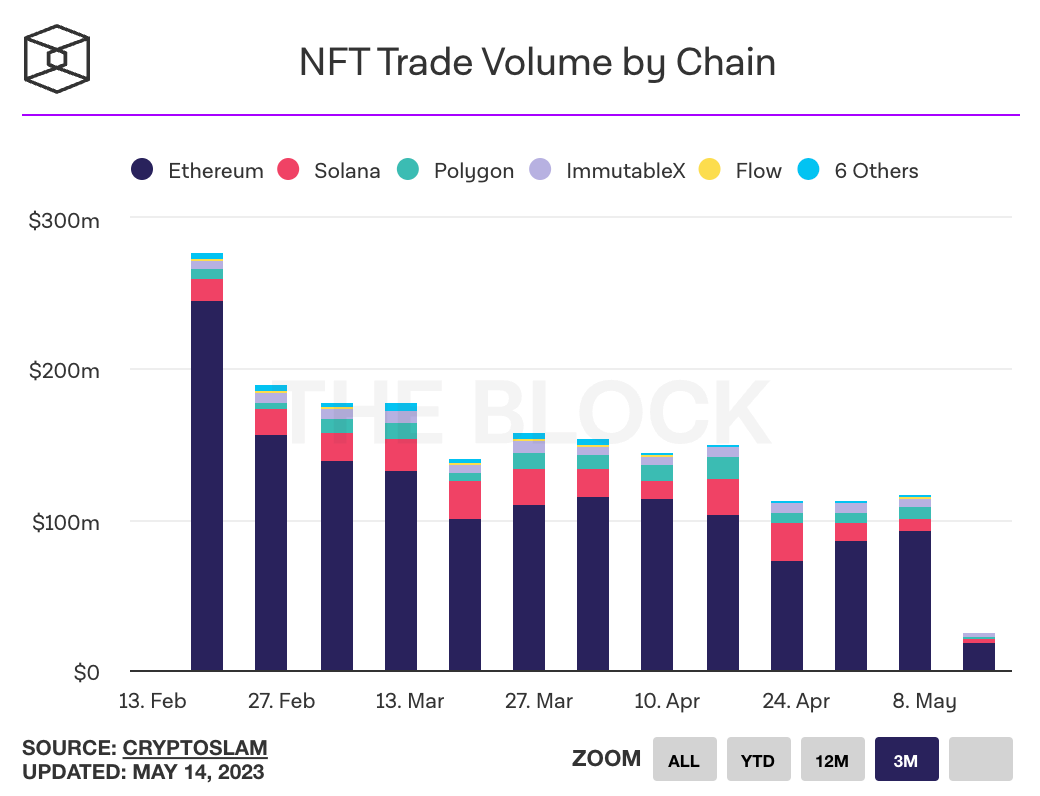 NFT Trade Volume by Chain
Ethereum Solana Polygon ImmutableX Flow 6 Others
$300m
$200m
THE BLOCK
$100m
$0
13. Feb 27. Feb 13. Mar 27. Mar 10. Apr 24. Apr 8. May
SOURCE: CRYPTOSLAM
UPDATED: MAY 14, 2023
ZOOM ALL YTD 12M 3M